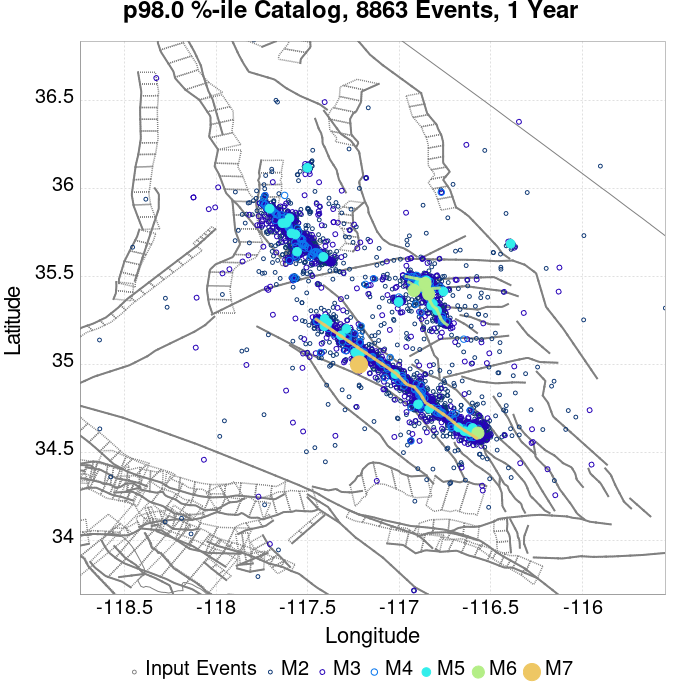 p98.0 %-ile Catalog, 8863 Events, 1 Year
Latitude
36.5
36
35.5
35
34.5
34
-118.5 -118 -117.5 -117 -116.5 -116
Longitude
Input Events M2 M3 M4 M5 M6 M7